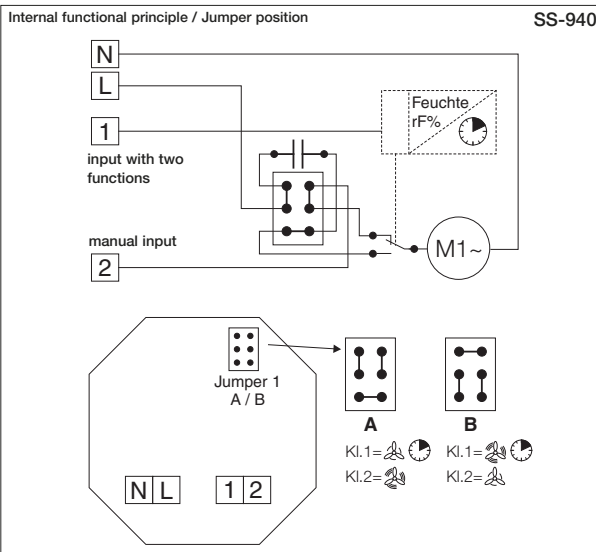 Internal functional principle / Jumper position
SS-940
N
L
1
input with two
functions
Feuchte
rF%
manual input
2
M1~
Jumper 1
A / B
N L
1 2
A
B
Kl.1=
Kl.2=
Kl.1=
Kl.2=